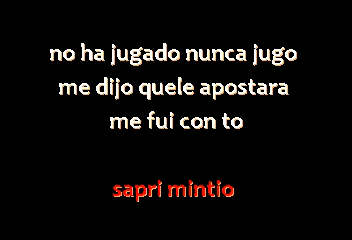 no ha jugado nunca jugo
me dijo quele apostara
me fui con to
sapri mintio